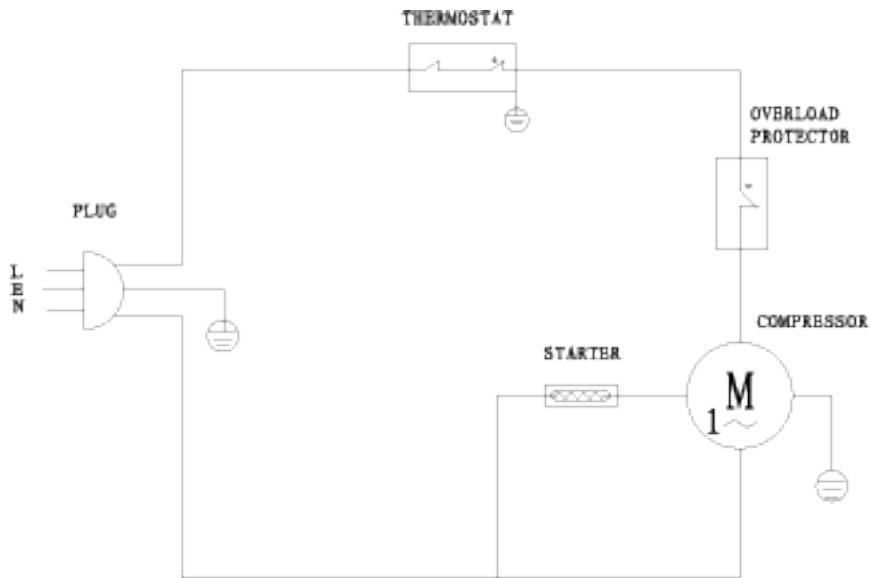 THERMOSTAT
OVERLOAD
PROTECTOR
PLUG
L
E
N
COMPRESSOR
STARTER
M
1